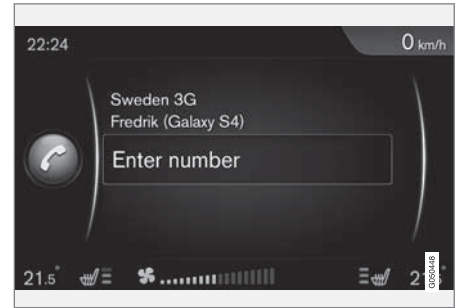 22:24
0 km/h
Sweden 3G
Fredrik (Galaxy S4)
Enter number
21.5°
G050448